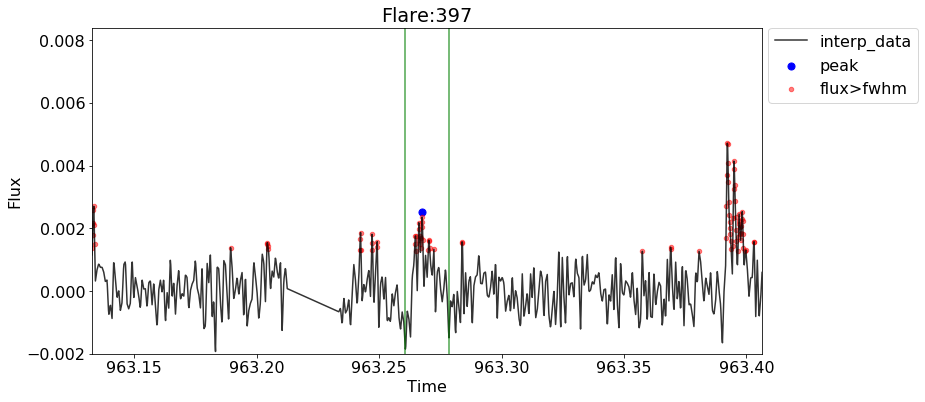 Flare:397
interp_data
peak
flux>fwhm
0.008
0.006
0.004
0.002
0.000
−0.002
Flux
963.15 963.20 963.25 963.30 963.35 963.40
Time